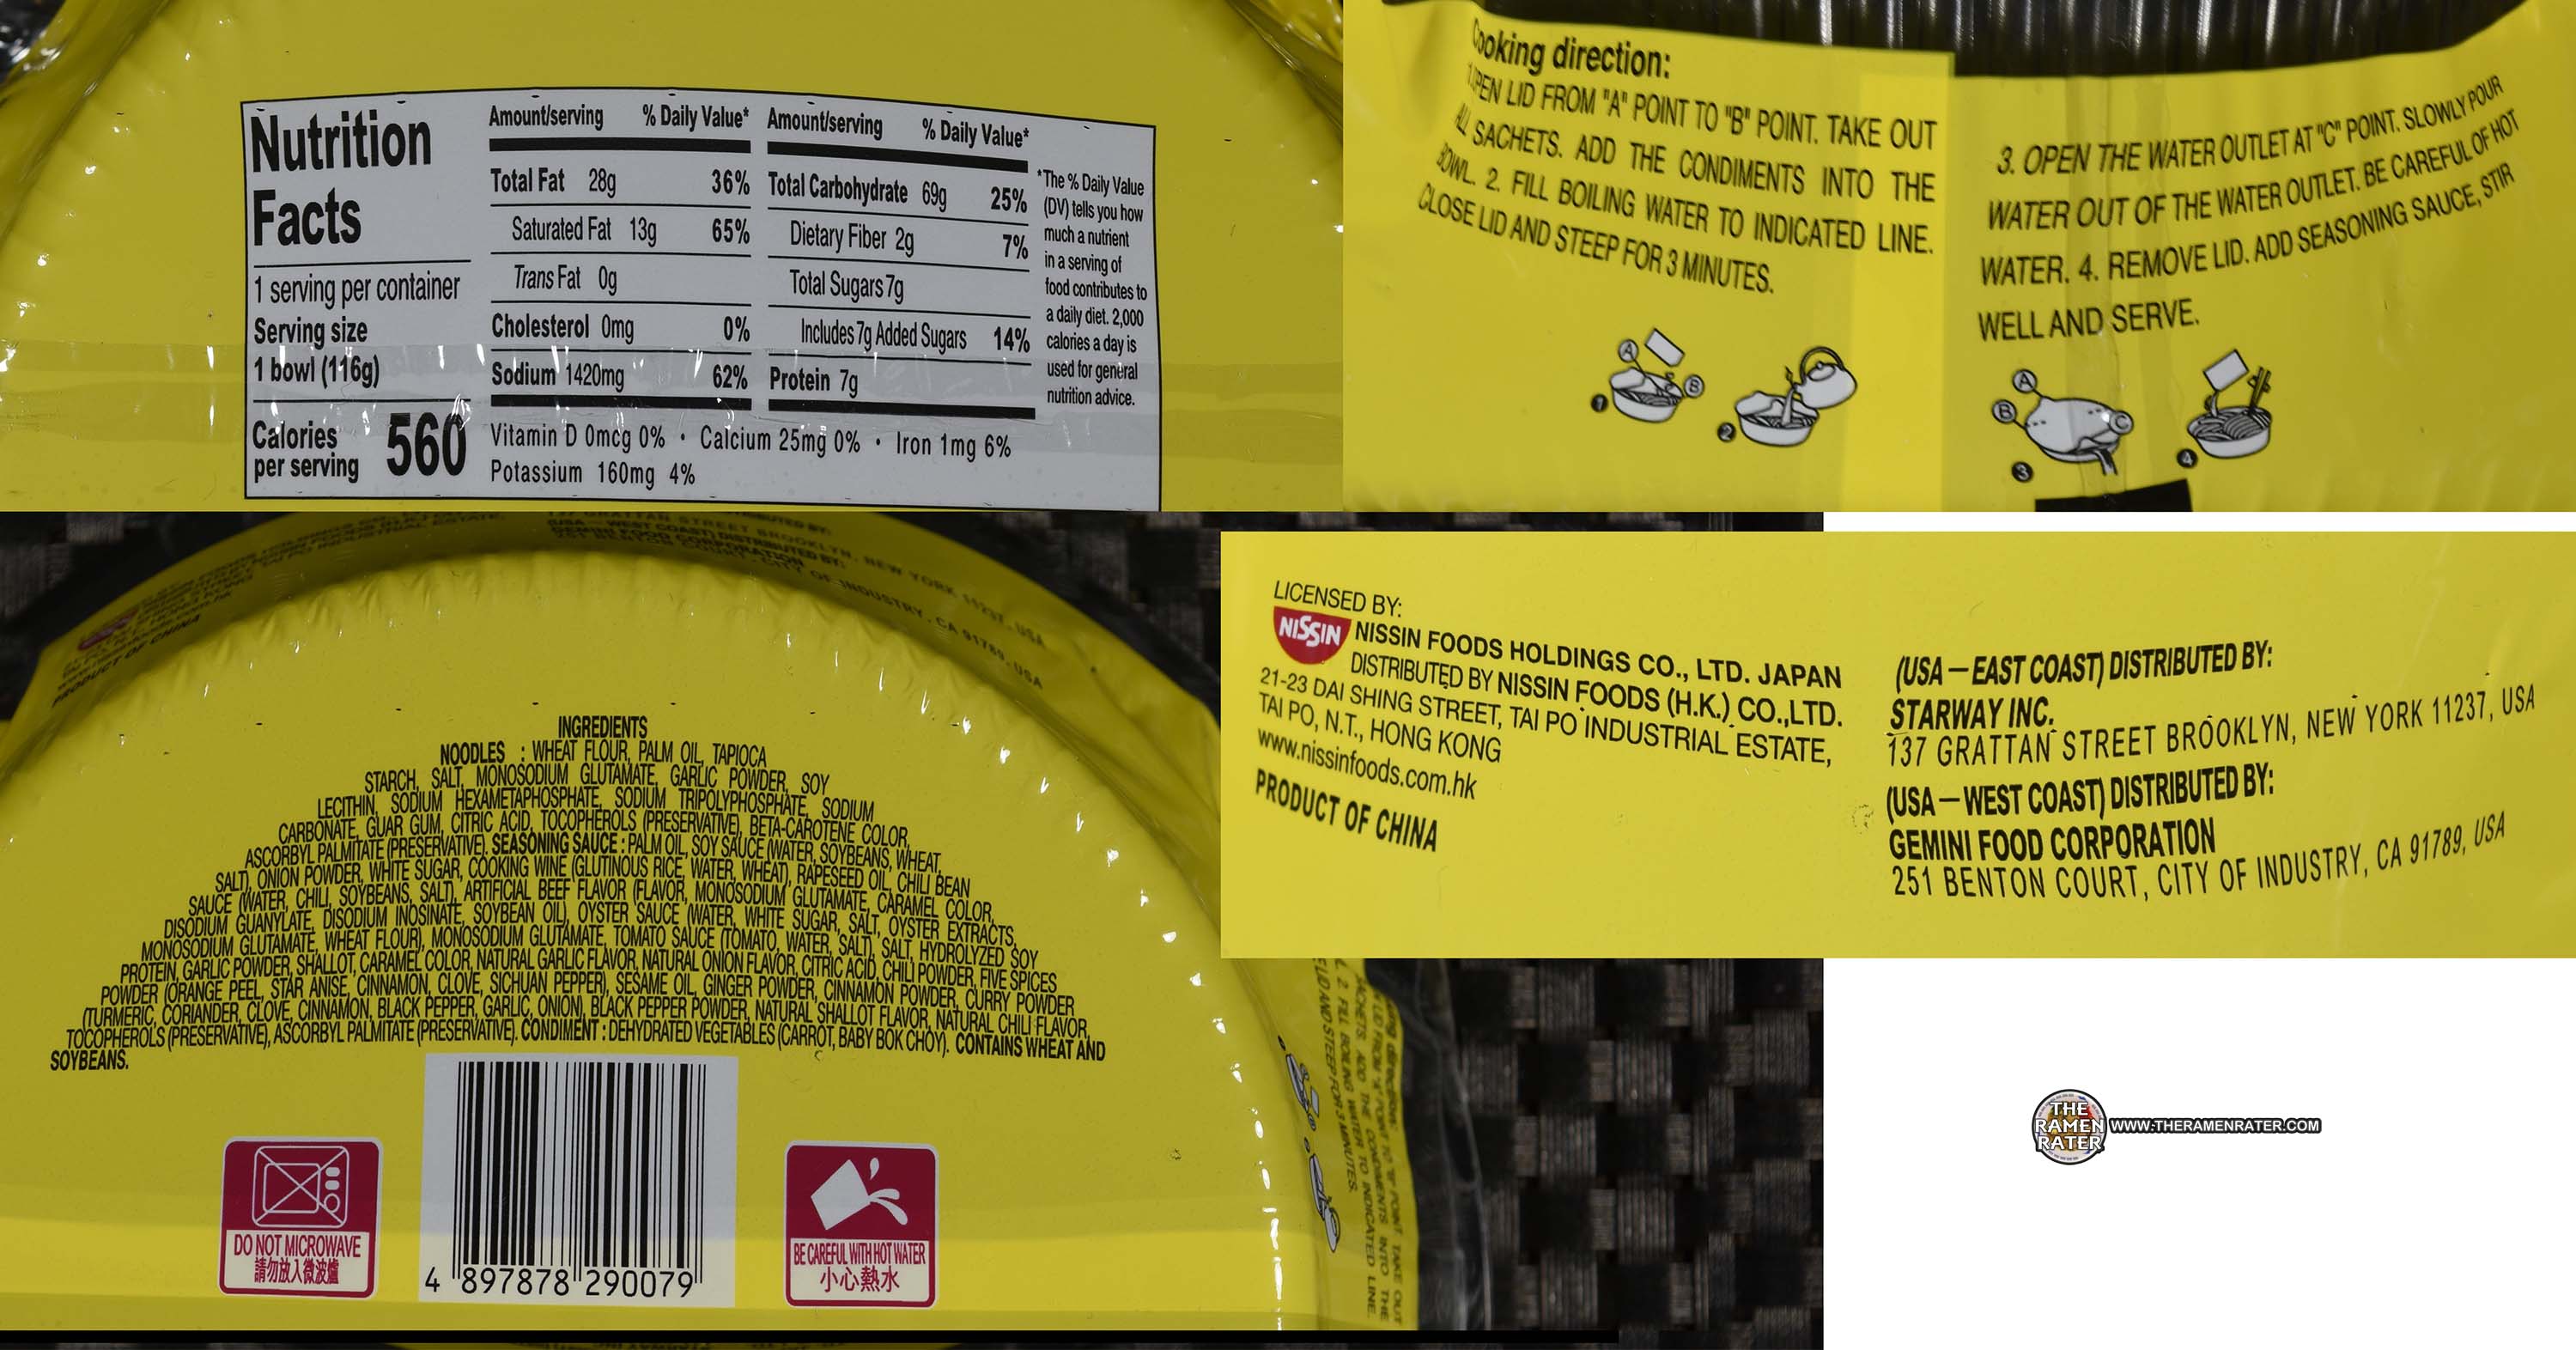 Nutrition
Facts
1 serving per container
Serving size
1 bowl (116g)
Calories
per serving 560
Amount/serving % Daily Value*
Total Fat 28g 36%
Saturated Fat 13g 65%
Trans Fat 0g
Cholesterol 0mg 0%
Sodium 1420mg 62%
Amount/serving % Daily Value*
Total Carbohydrate 69g 25%
Dietary Fiber 2g 7%
Total Sugars 7g
Includes 7g Added Sugars 14%
Protein 7g
*The % Daily Value
(DV) tells you how
much a nutrient
in a serving of
food contributes to
a daily diet. 2,000
calories a day is
used for general
nutrition advice.
Vitamin D 0mcg 0% • Calcium 25mg 0% • Iron 1mg 6%
Potassium 160mg 4%
Cooking direction:
1.OPEN LID FROM "A" POINT TO "B" POINT. TAKE OUT
ALL SACHETS. ADD THE CONDIMENTS INTO THE
BOWL. 2. FILL BOILING WATER TO INDICATED LINE.
CLOSE LID AND STEEP FOR 3 MINUTES.
3. OPEN THE WATER OUTLET AT "C" POINT. SLOWLY POUR
WATER OUT OF THE WATER OUTLET. BE CAREFUL OF HOT
WATER. 4. REMOVE LID. ADD SEASONING SAUCE, STIR
WELL AND SERVE.
A B 1
2
A B C 3
4
INGREDIENTS
NOODLES : WHEAT FLOUR, PALM OIL, TAPIOCA
STARCH, SALT, MONOSODIUM GLUTAMATE, GARLIC POWDER, SOY
LECITHIN, SODIUM HEXAMETAPHOSPHATE, SODIUM TRIPOLYPHOSPHATE, SODIUM
CARBONATE, GUAR GUM, CITRIC ACID, TOCOPHEROLS (PRESERVATIVE), BETA-CAROTENE COLOR,
ASCORBYL PALMITATE (PRESERVATIVE). SEASONING SAUCE : PALM OIL, SOY SAUCE (WATER, SOYBEANS, WHEAT,
SALT), ONION POWDER, WHITE SUGAR, COOKING WINE (GLUTINOUS RICE, WATER, WHEAT), RAPESEED OIL, CHILI BEAN
SAUCE (WATER, CHILI, SOYBEANS, SALT), ARTIFICIAL BEEF FLAVOR (FLAVOR, MONOSODIUM GLUTAMATE, CARAMEL COLOR,
DISODIUM GUANYLATE, DISODIUM INOSINATE, SOYBEAN OIL), OYSTER SAUCE (WATER, WHITE SUGAR, SALT, OYSTER EXTRACTS,
MONOSODIUM GLUTAMATE, WHEAT FLOUR), MONOSODIUM GLUTAMATE, TOMATO SAUCE (TOMATO, WATER, SALT), SALT, HYDROLYZED SOY
PROTEIN, GARLIC POWDER, SHALLOT, CARAMEL COLOR, NATURAL GARLIC FLAVOR, NATURAL ONION FLAVOR, CITRIC ACID, CHILI POWDER, FIVE SPICES
POWDER (ORANGE PEEL, STAR ANISE, CINNAMON, CLOVE, SICHUAN PEPPER), SESAME OIL, GINGER POWDER, CINNAMON POWDER, CURRY POWDER
(TURMERIC, CORIANDER, CLOVE, CINNAMON, BLACK PEPPER, GARLIC, ONION), BLACK PEPPER POWDER, NATURAL SHALLOT FLAVOR, NATURAL CHILI FLAVOR,
TOCOPHEROLS (PRESERVATIVE), ASCORBYL PALMITATE (PRESERVATIVE). CONDIMENT : DEHYDRATED VEGETABLES (CARROT, BABY BOK CHOY). CONTAINS WHEAT AND
SOYBEANS.
DO NOT MICROWAVE
請勿放入微波爐
4 897878 290079
BE CAREFUL WITH HOT WATER
小心熱水
LICENSED BY:
NISSIN NISSIN FOODS HOLDINGS CO., LTD. JAPAN
DISTRIBUTED BY NISSIN FOODS (H.K.) CO.,LTD.
21-23 DAI SHING STREET, TAI PO INDUSTRIAL ESTATE,
TAI PO, N.T., HONG KONG
www.nissinfoods.com.hk
PRODUCT OF CHINA
(USA—EAST COAST) DISTRIBUTED BY:
STARWAY INC.
137 GRATTAN STREET BROOKLYN, NEW YORK 11237, USA
(USA—WEST COAST) DISTRIBUTED BY:
GEMINI FOOD CORPORATION
251 BENTON COURT, CITY OF INDUSTRY, CA 91789, USA
THE
RAMEN
RATER
WWW.THERAMENRATER.COM